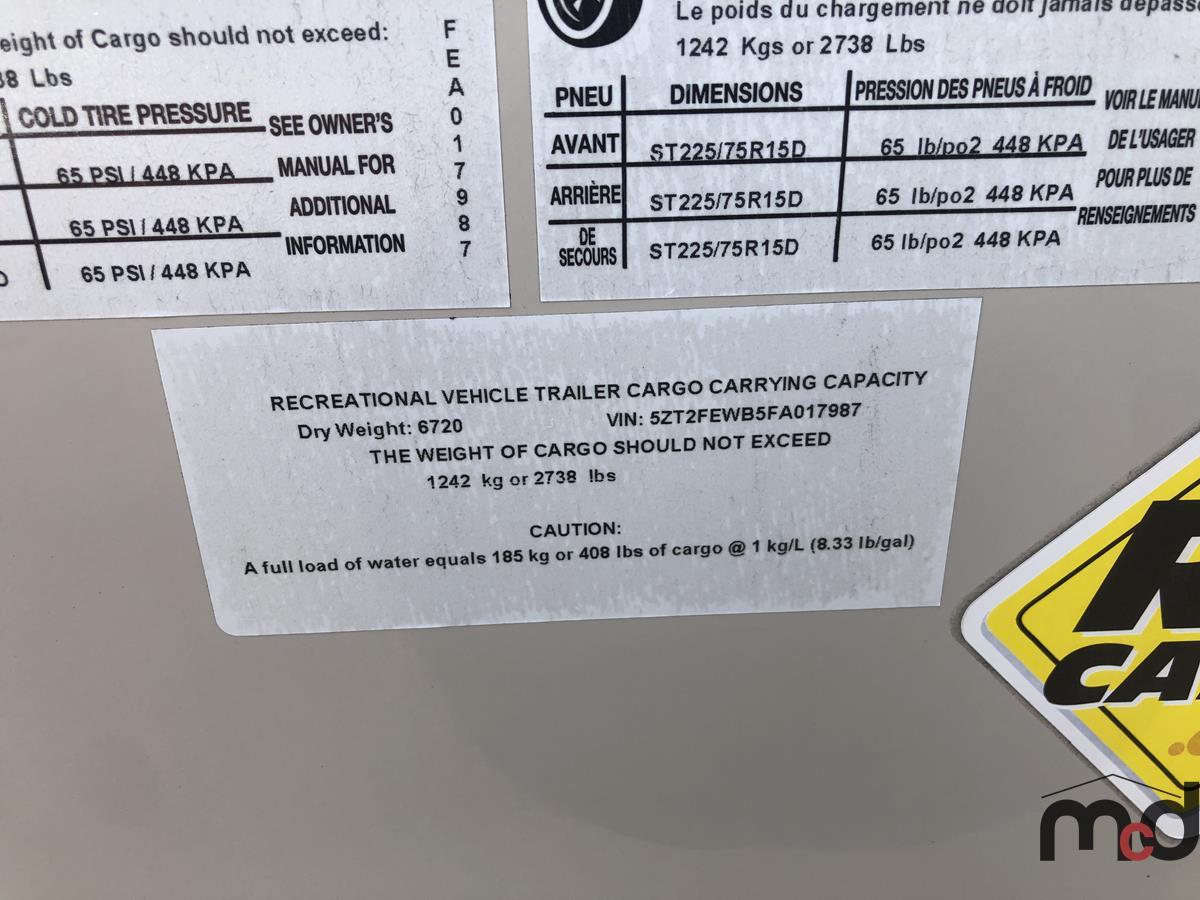 eight of Cargo should not exceed:
38 Lbs
COLD TIRE PRESSURE
SEE OWNER'S
65 PSI / 448 KPA
MANUAL FOR
65 PSI / 448 KPA
ADDITIONAL
65 PSI / 448 KPA
INFORMATION
FEA017987
Le poids du chargement ne doit jamais dépass
1242 Kgs or 2738 Lbs
PNEU DIMENSIONS PRESSION DES PNEUS À FROID
VOIR LE MANU
AVANT ST225/75R15D 65 lb/po2 448 KPA
DE L'USAGER
ARRIÈRE ST225/75R15D 65 lb/po2 448 KPA
POUR PLUS DE
DE
SECOURS ST225/75R15D 65 lb/po2 448 KPA
RENSEIGNEMENTS
RECREATIONAL VEHICLE TRAILER CARGO CARRYING CAPACITY
Dry Weight: 6720 VIN: 5ZT2FEWB5FA017987
THE WEIGHT OF CARGO SHOULD NOT EXCEED
1242 kg or 2738 lbs
CAUTION:
A full load of water equals 185 kg or 408 lbs of cargo @ 1 kg/L (8.33 lb/gal)
R
CA
mcd